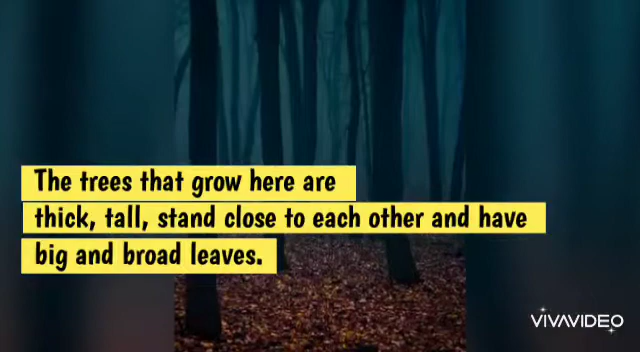 The trees that grow here are
thick, tall, stand close to each other and have
big and broad leaves.
VIVAVIDEO